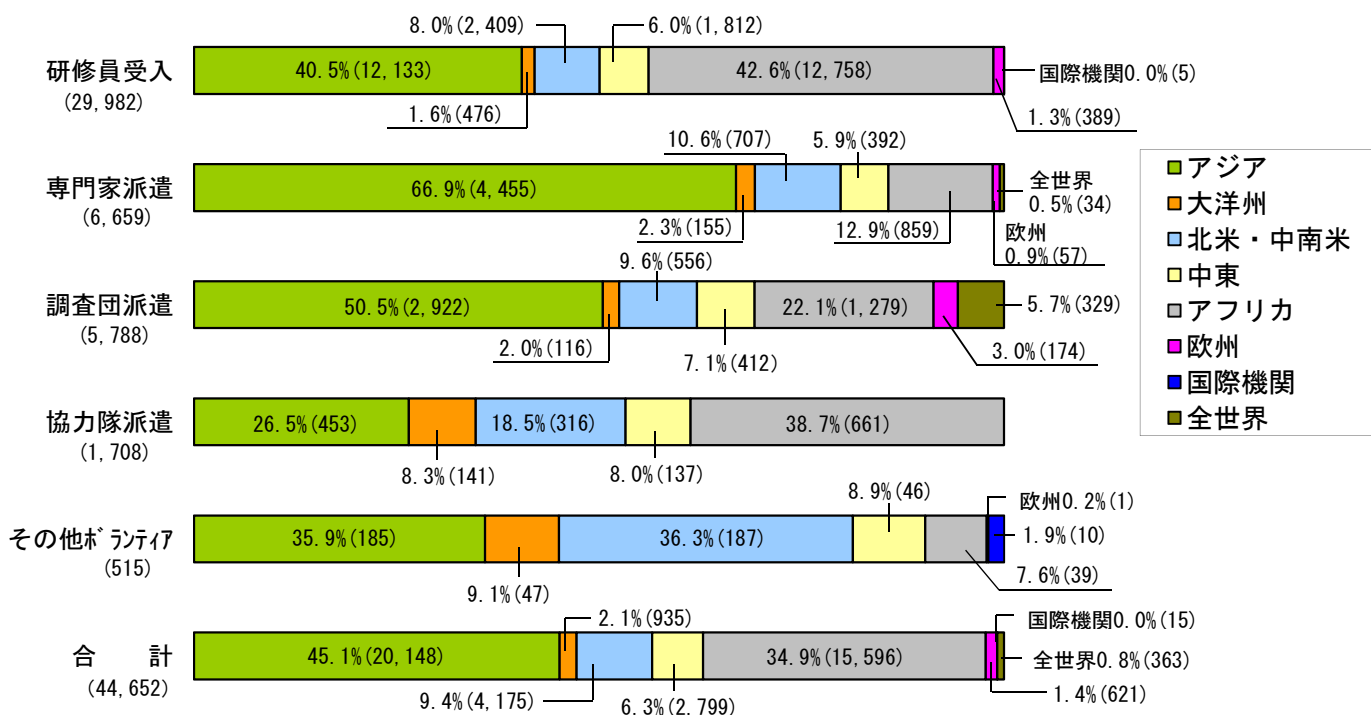 8.0%(2,409)
6.0%(1,812)
研修員受入
(29,982)
40.5%(12,133)
42.6%(12,758)
国際機関0.0%(5)
1.6%(476)
1.3%(389)
10.6%(707)
5.9%(392)
専門家派遣
(6,659)
66.9%(4,455)
全世界
0.5%(34)
2.3%(155)
12.9%(859)
欧州
0.9%(57)
9.6%(556)
調査団派遣
(5,788)
50.5%(2,922)
22.1%(1,279)
5.7%(329)
2.0%(116)
7.1%(412)
3.0%(174)
協力隊派遣
(1,708)
26.5%(453)
18.5%(316)
38.7%(661)
8.3%(141)
8.0%(137)
8.9%(46)
欧州0.2%(1)
その他ボランティア
(515)
35.9%(185)
36.3%(187)
1.9%(10)
7.6%(39)
9.1%(47)
2.1%(935)
国際機関0.0%(15)
合　計
(44,652)
45.1%(20,148)
34.9%(15,596)
全世界0.8%(363)
9.4%(4,175)
6.3%(2,799)
1.4%(621)
アジア
大洋州
北米・中南米
中東
アフリカ
欧州
国際機関
全世界